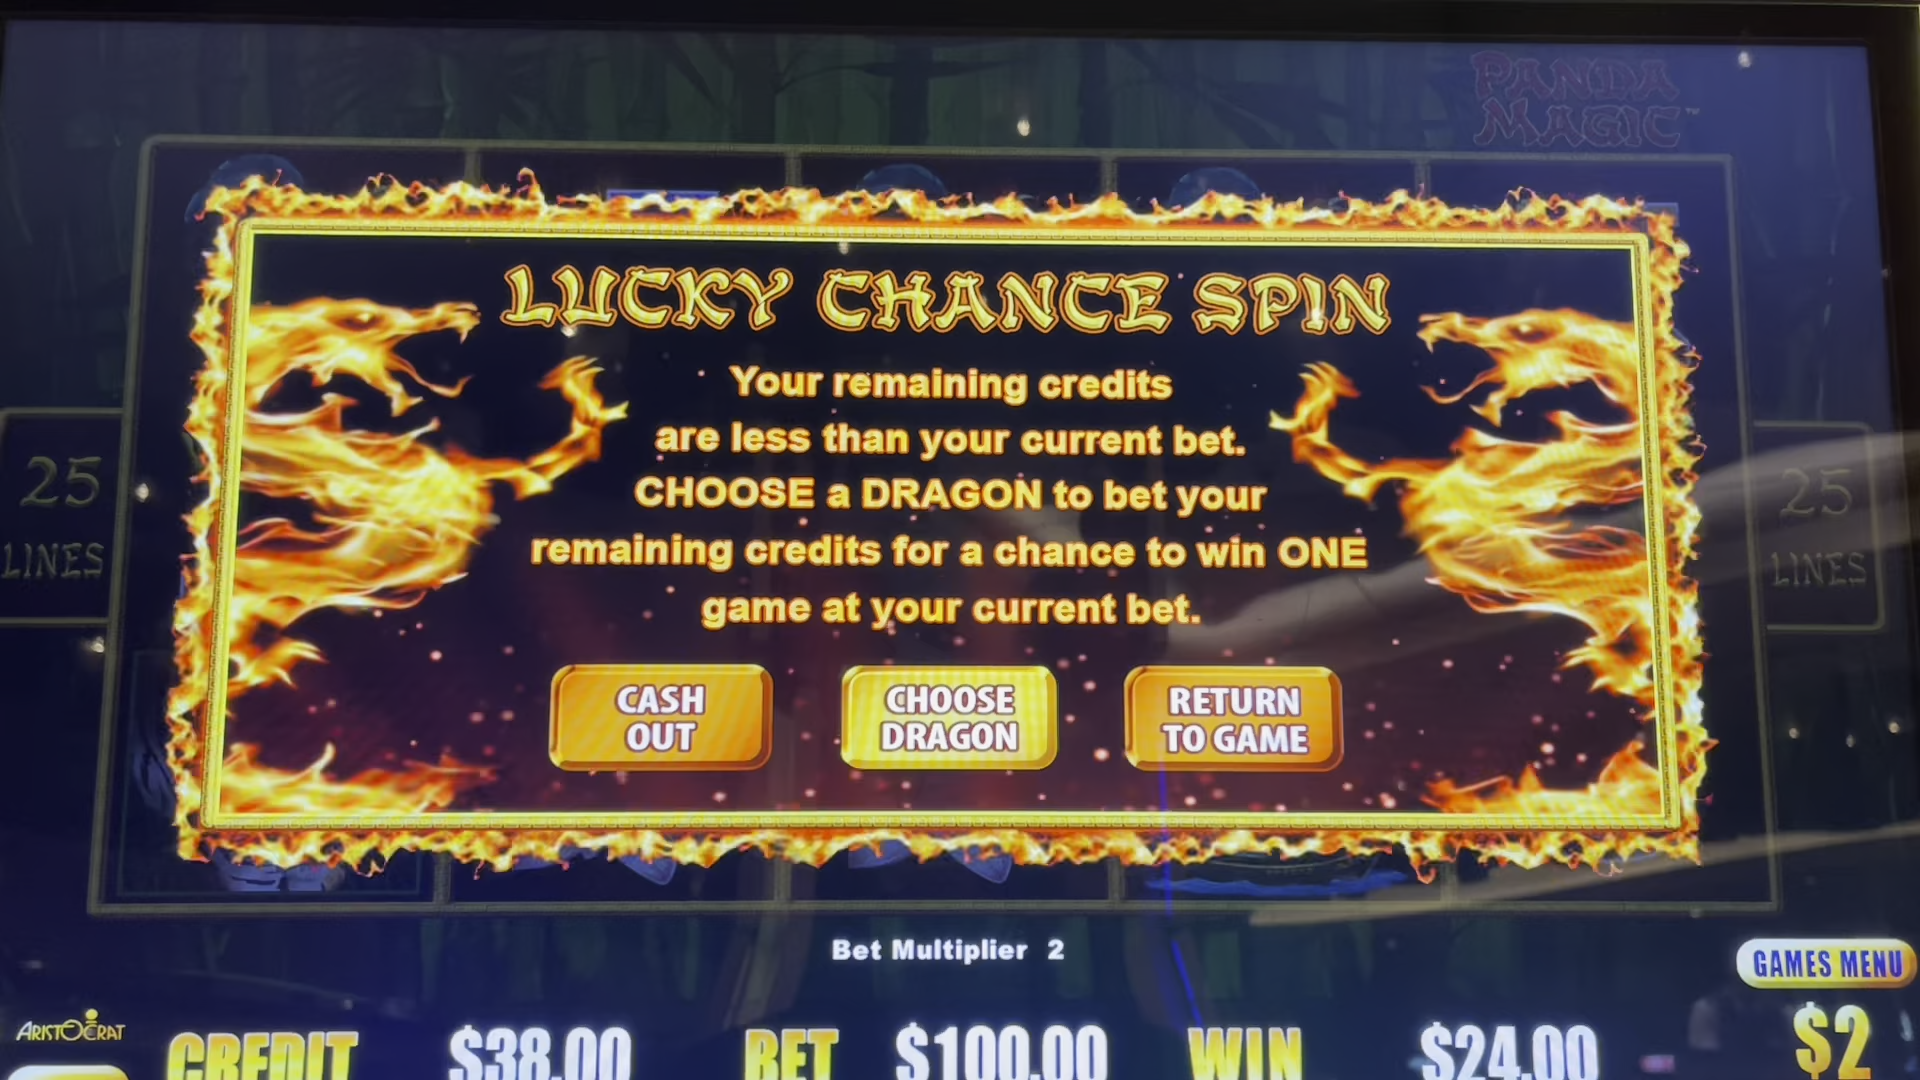 PANDA
MAGIC™
LUCKY CHANCE SPIN
Your remaining credits
are less than your current bet.
CHOOSE a DRAGON to bet your
remaining credits for a chance to win ONE
game at your current bet.
CASH
OUT
CHOOSE
DRAGON
RETURN
TO GAME
25
LINES
25
LINES
Bet Multiplier 2
GAMES MENU
ARISTOCRAT
CREDIT $38.00 BET $100.00 WIN $24.00 $2